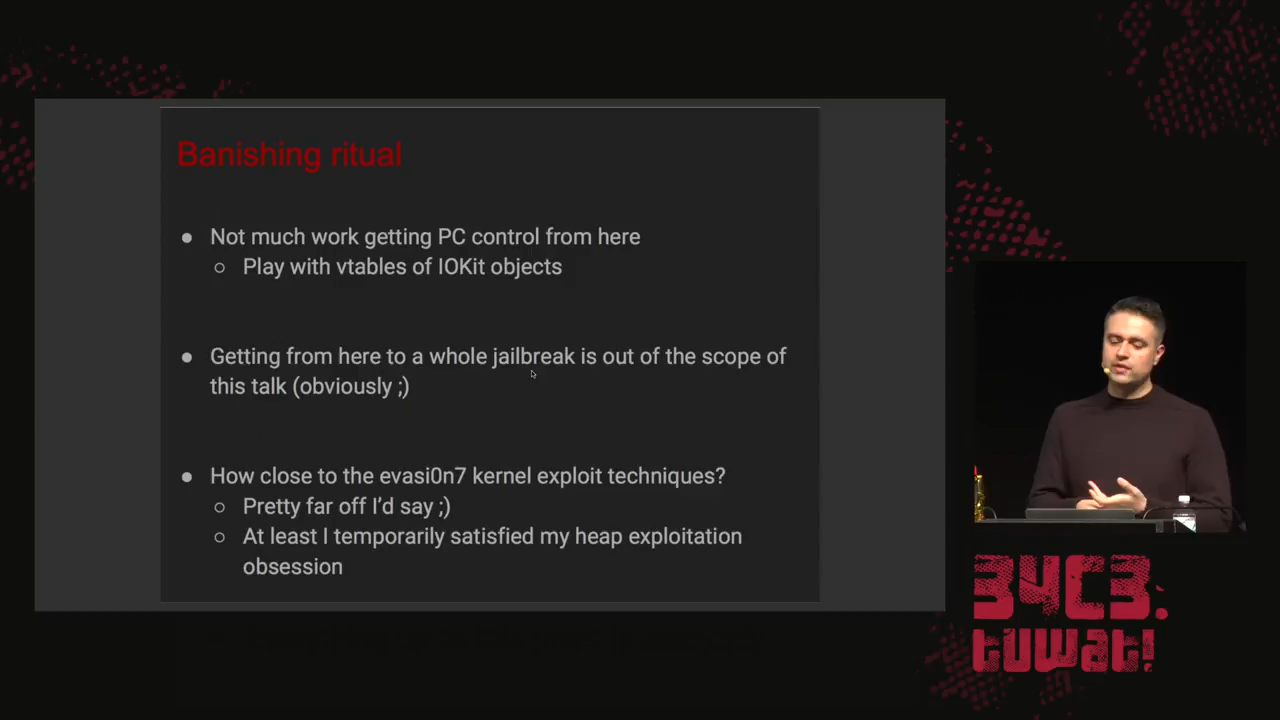 Banishing ritual
● Not much work getting PC control from here
○ Play with vtables of IOKit objects
● Getting from here to a whole jailbreak is out of the scope of
this talk (obviously ;)
● How close to the evasi0n7 kernel exploit techniques?
○ Pretty far off I'd say ;)
○ At least I temporarily satisfied my heap exploitation
obsession
34C3.
tuwat!